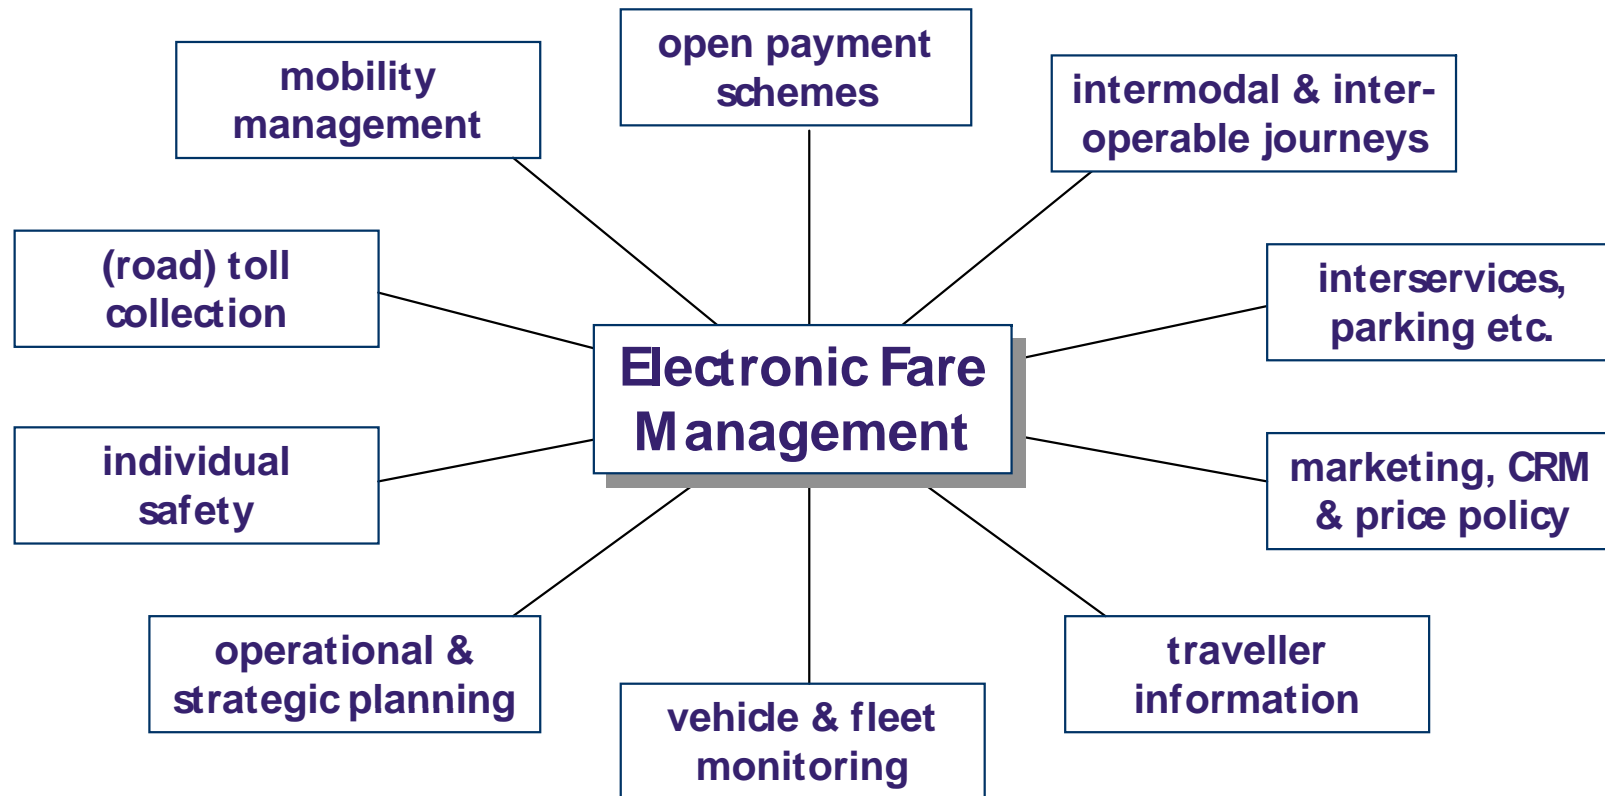 open payment
schemes
mobility
management
intermodal & inter-
operable journeys
(road) toll
collection
interservices,
parking etc.
Electronic Fare
Management
individual
safety
marketing, CRM
& price policy
operational &
strategic planning
traveller
information
vehicle & fleet
monitoring